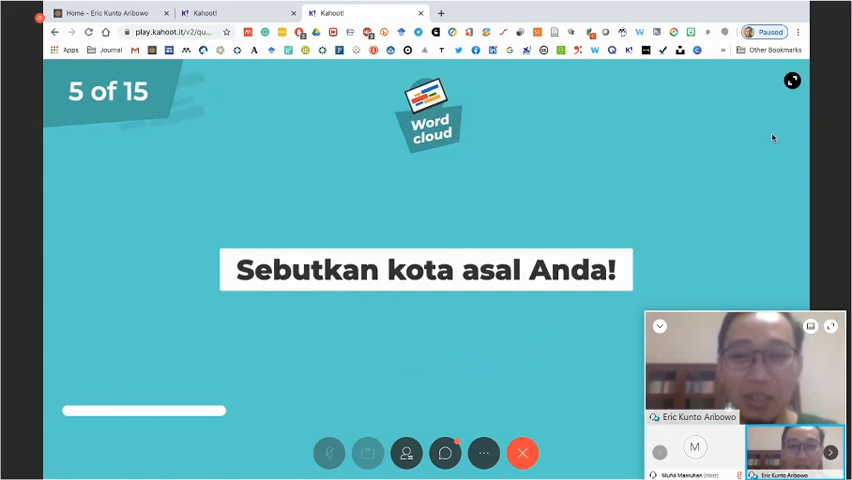 Home - Eric Kunto Aribowo
Kahoot!
Kahoot!
play.kahoot.it/v2/qu...
Paused
Apps
Journal
Other Bookmarks
5 of 15
Word
cloud
Sebutkan kota asal Anda!
Eric Kunto Aribowo
M
Mufid Masruhan (Host)
Eric Kunto Aribowo